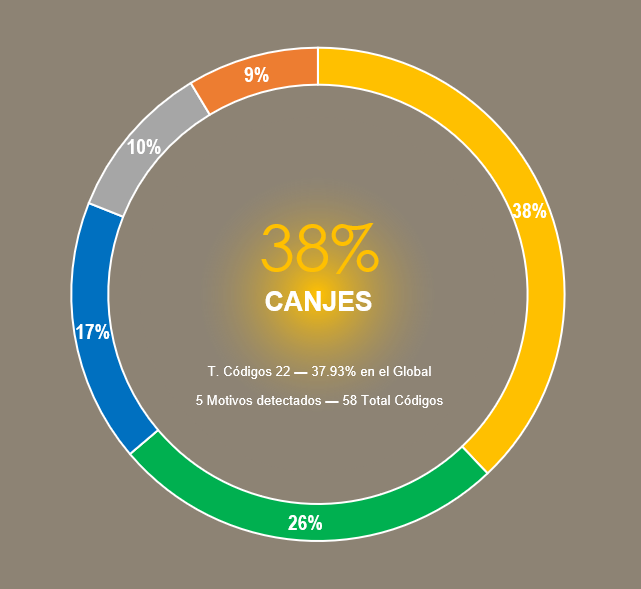 9%
10%
38%
38%
CANJES
17%
T. Códigos 22 — 37.93% en el Global
5 Motivos detectados — 58 Total Códigos
26%